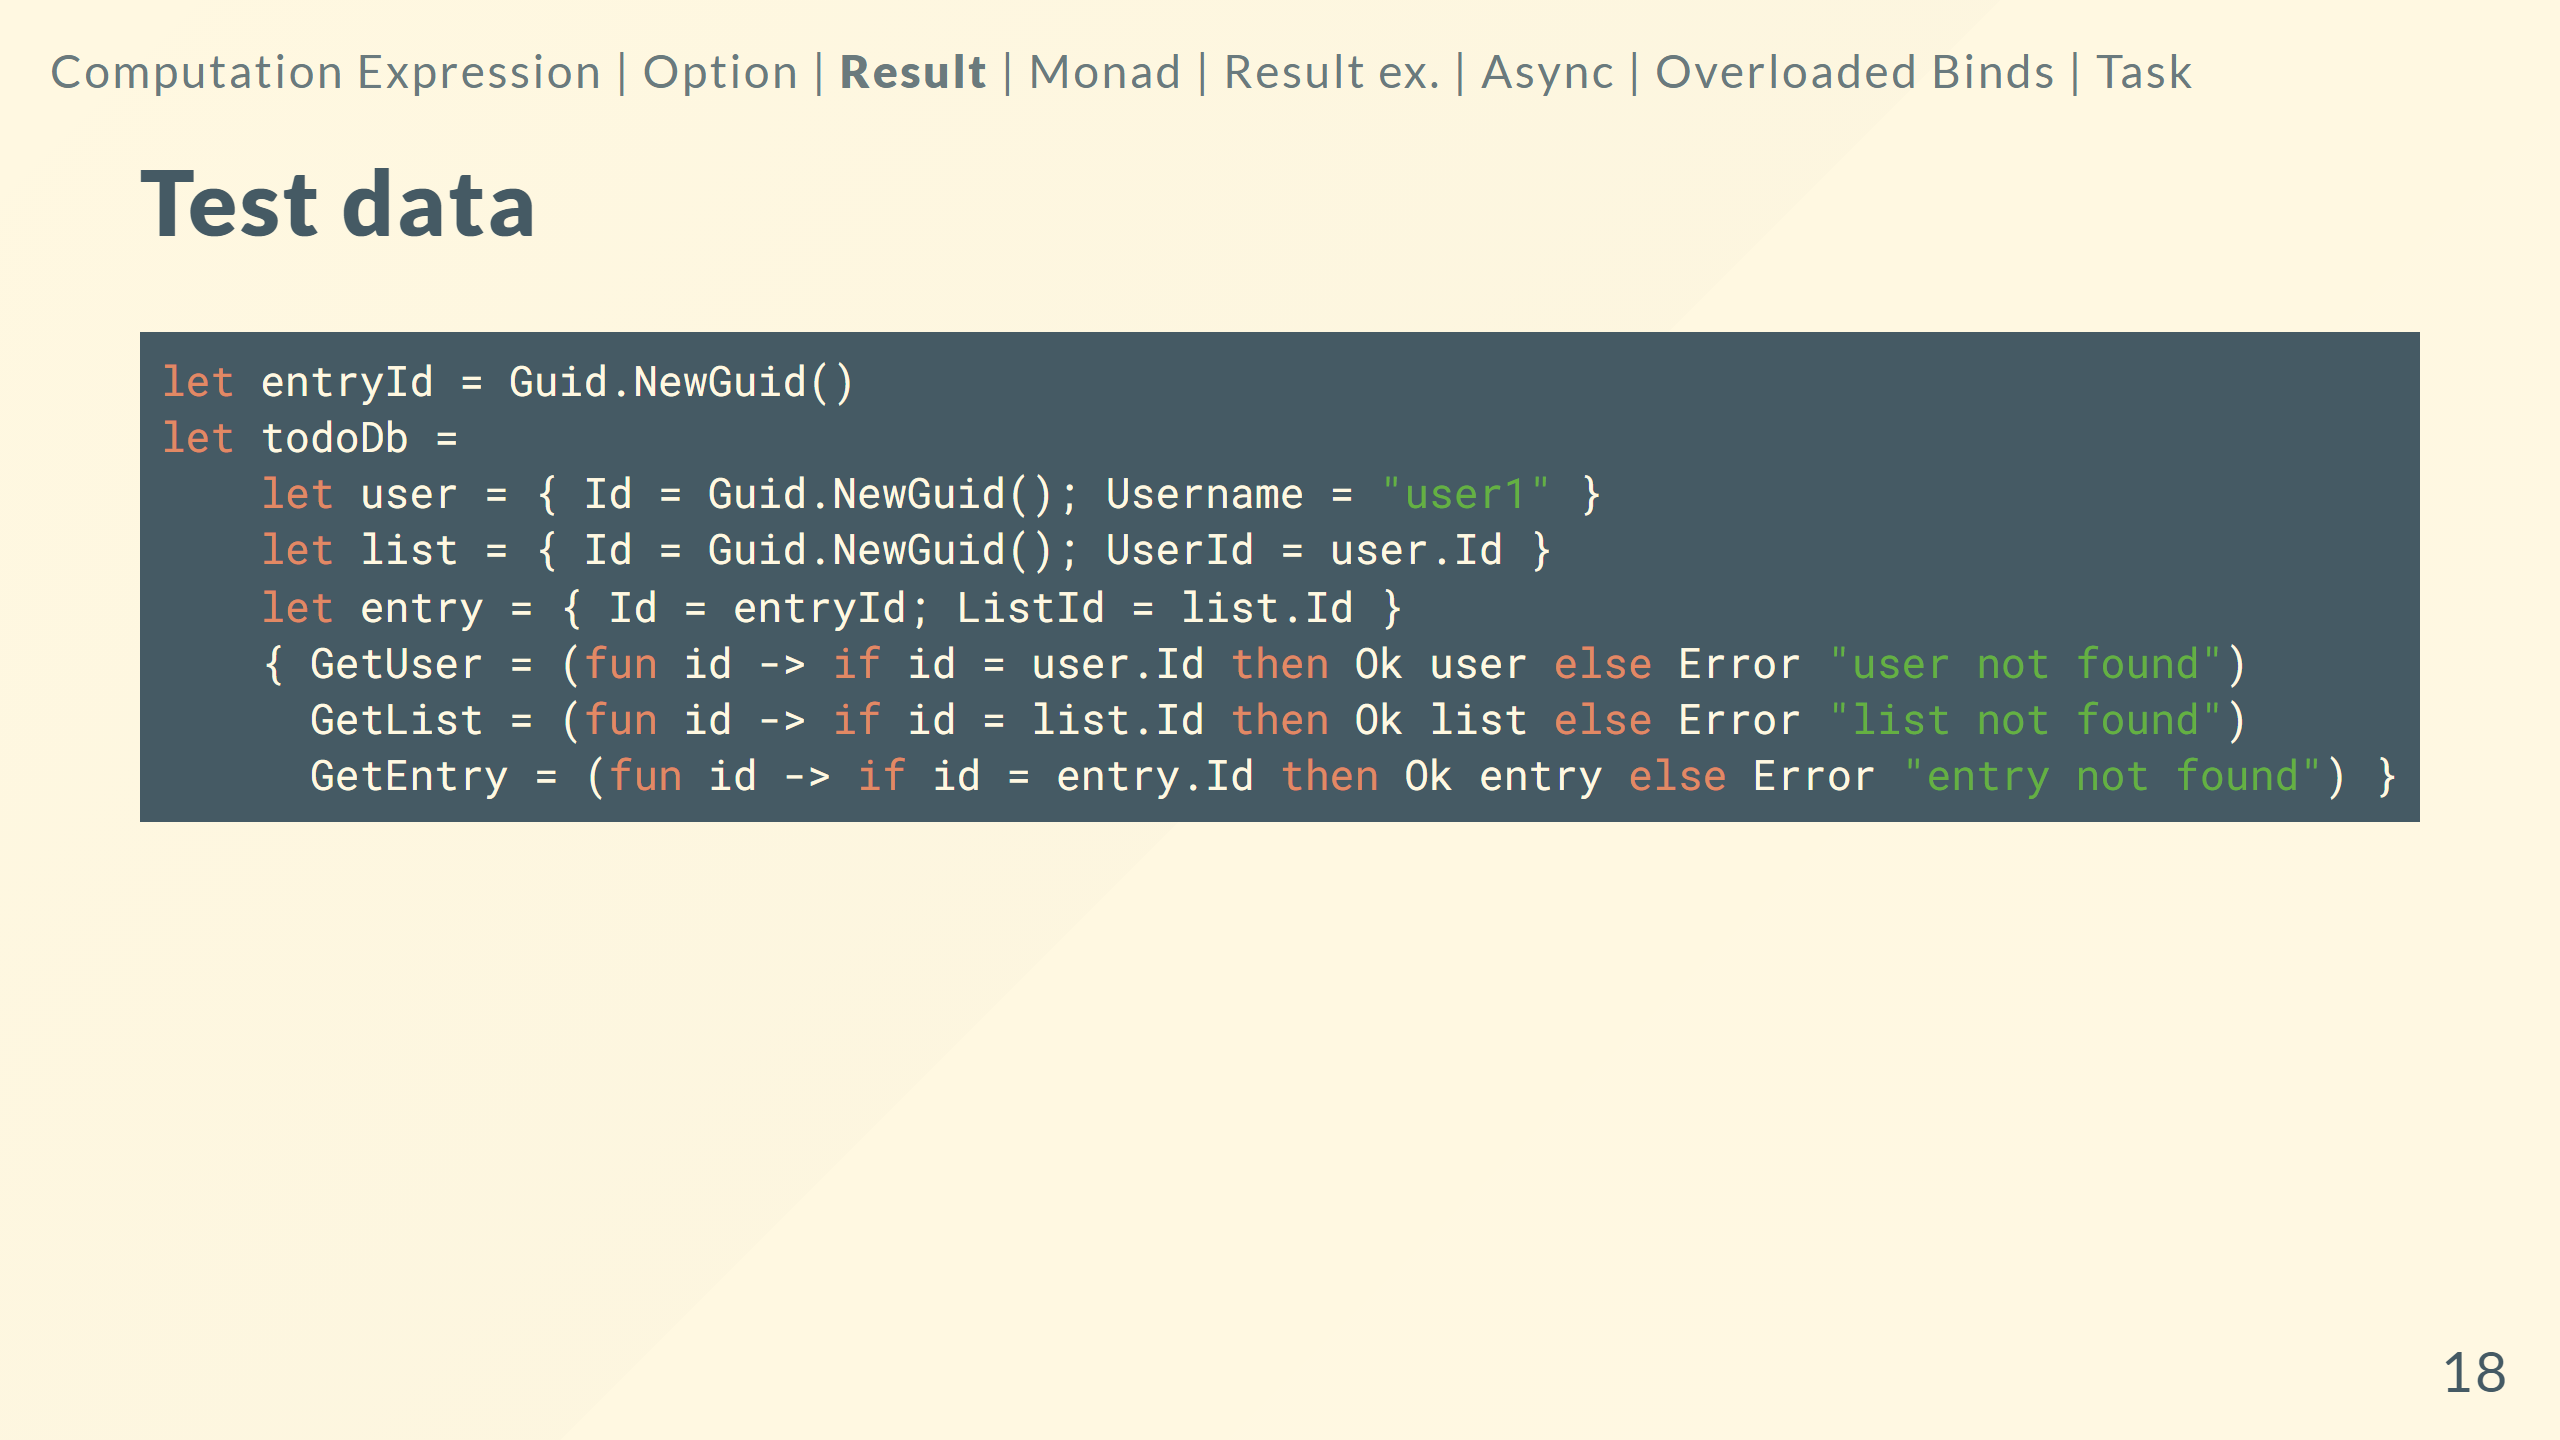 Computation Expression | Option | Result | Monad | Result ex. | Async | Overloaded Binds | Task
Test data
let entryId = Guid.NewGuid()
let todoDb =
    let user = { Id = Guid.NewGuid(); Username = "user1" }
    let list = { Id = Guid.NewGuid(); UserId = user.Id }
    let entry = { Id = entryId; ListId = list.Id }
    { GetUser = (fun id -> if id = user.Id then Ok user else Error "user not found")
      GetList = (fun id -> if id = list.Id then Ok list else Error "list not found")
      GetEntry = (fun id -> if id = entry.Id then Ok entry else Error "entry not found") }
18